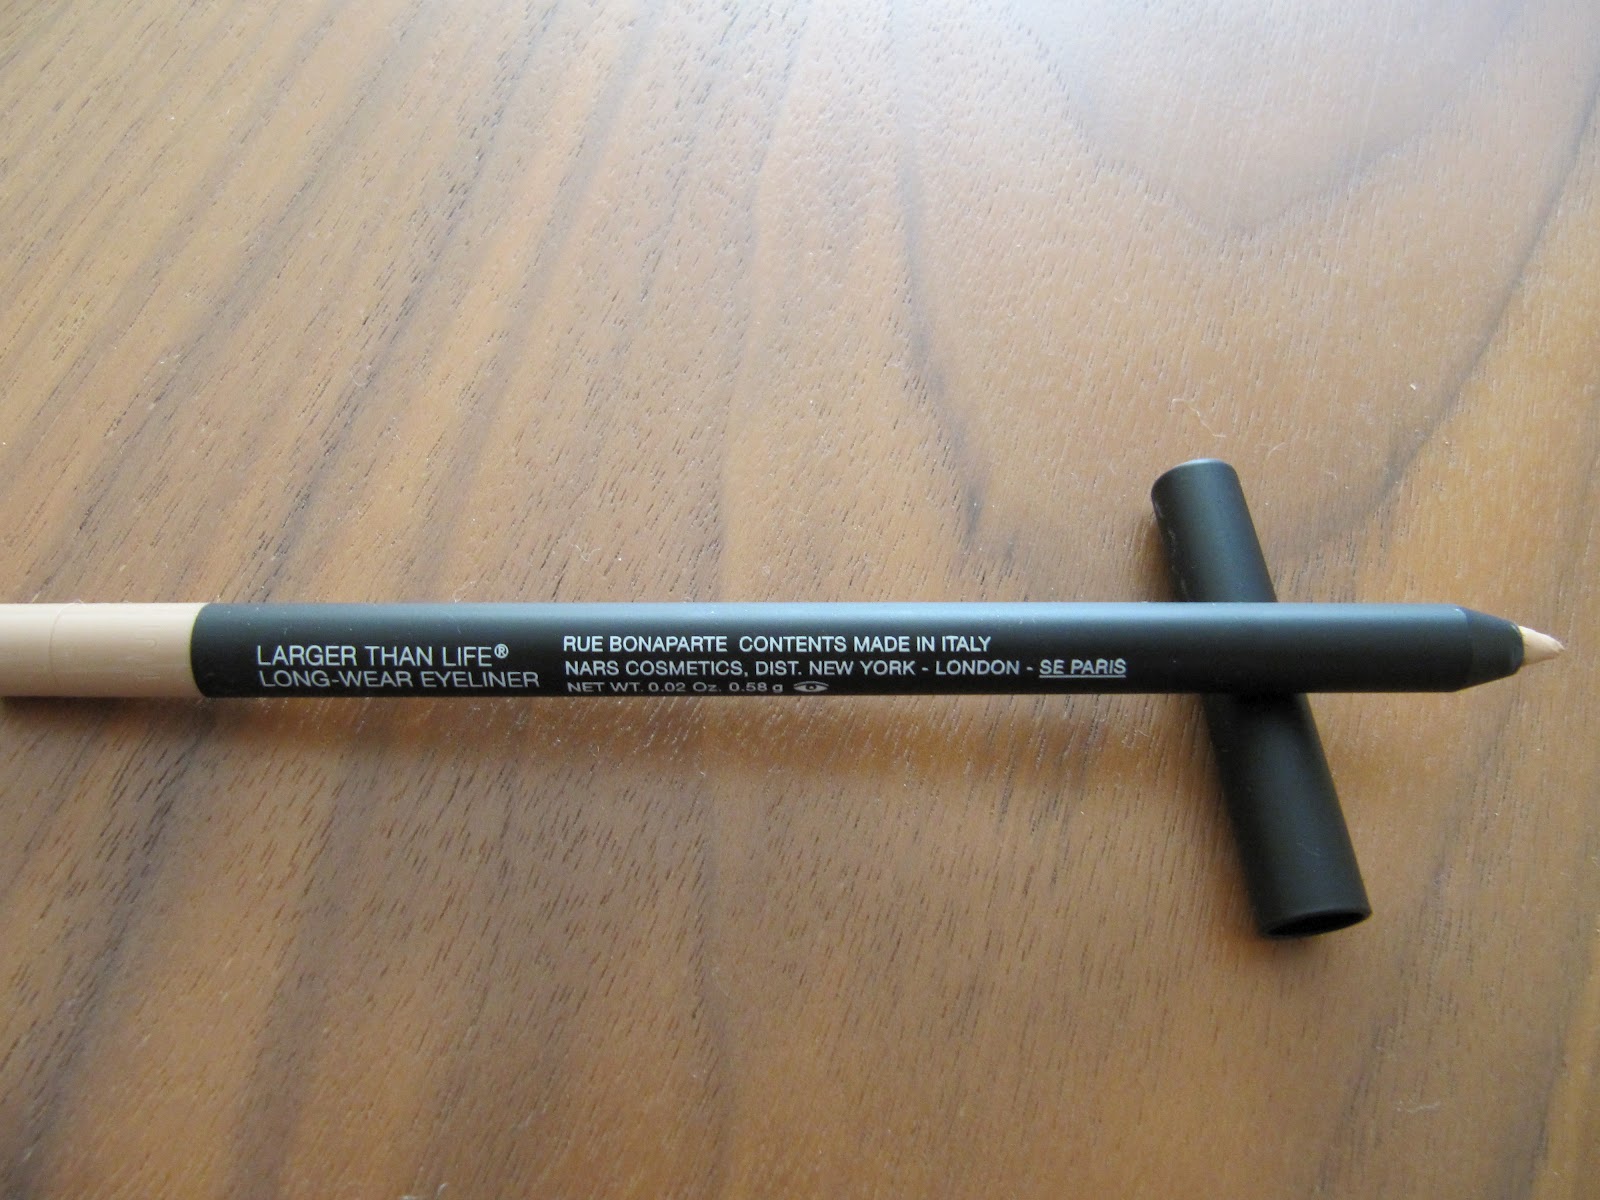 LARGER THAN LIFE®
LONG-WEAR EYELINER
RUE BONAPARTE CONTENTS MADE IN ITALY
NARS COSMETICS, DIST. NEW YORK - LONDON - SE PARIS
NET WT. 0.02 Oz. 0.58 g